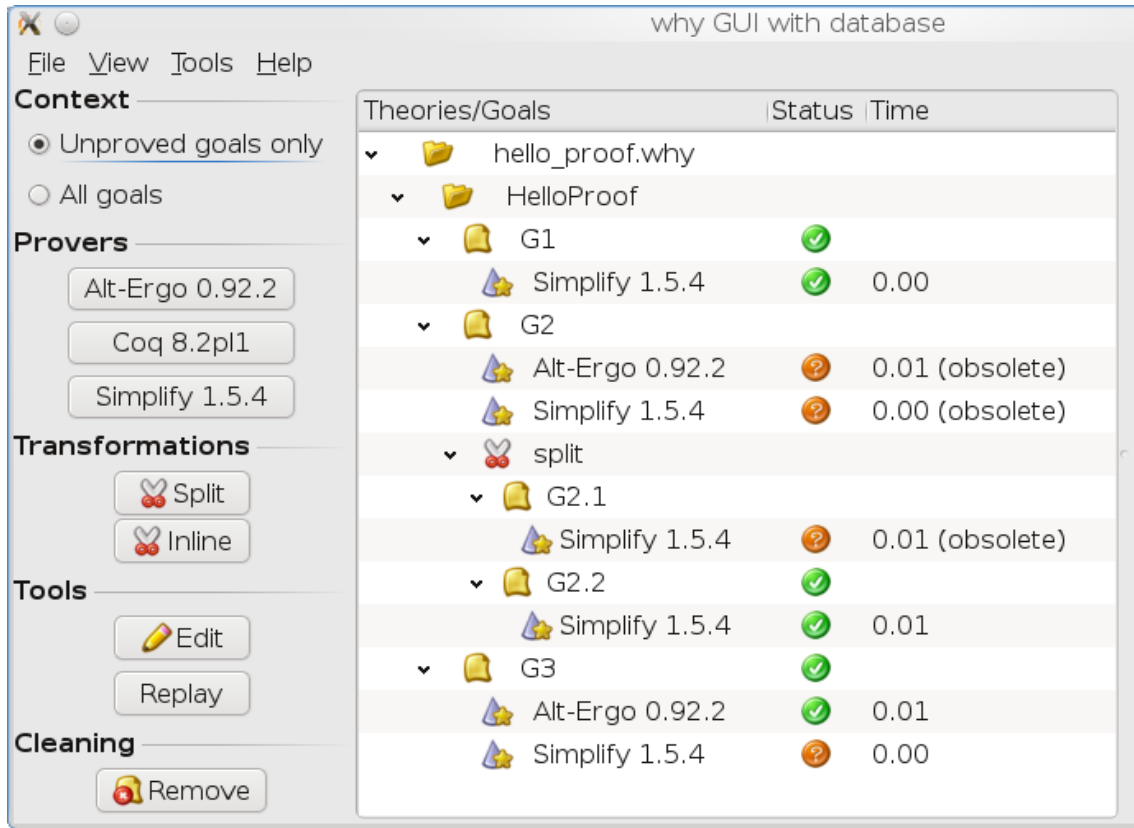 why GUI with database
File View Tools Help
Context
Unproved goals only
All goals
Provers
Alt-Ergo 0.92.2
Coq 8.2pl1
Simplify 1.5.4
Transformations
Split
Inline
Tools
Edit
Replay
Cleaning
Remove
Theories/Goals Status Time
hello_proof.why
HelloProof
G1
Simplify 1.5.4 0.00
G2
Alt-Ergo 0.92.2 0.01 (obsolete)
Simplify 1.5.4 0.00 (obsolete)
split
G2.1
Simplify 1.5.4 0.01 (obsolete)
G2.2
Simplify 1.5.4 0.01
G3
Alt-Ergo 0.92.2 0.01
Simplify 1.5.4 0.00